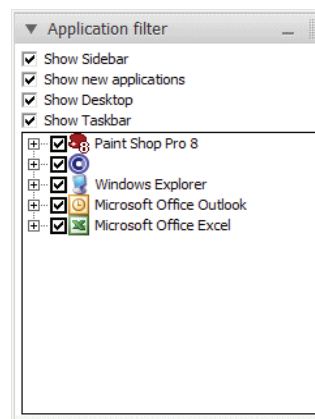 Application filter
Show Sidebar
Show new applications
Show Desktop
Show Taskbar
Paint Shop Pro 8
Windows Explorer
Microsoft Office Outlook
Microsoft Office Excel